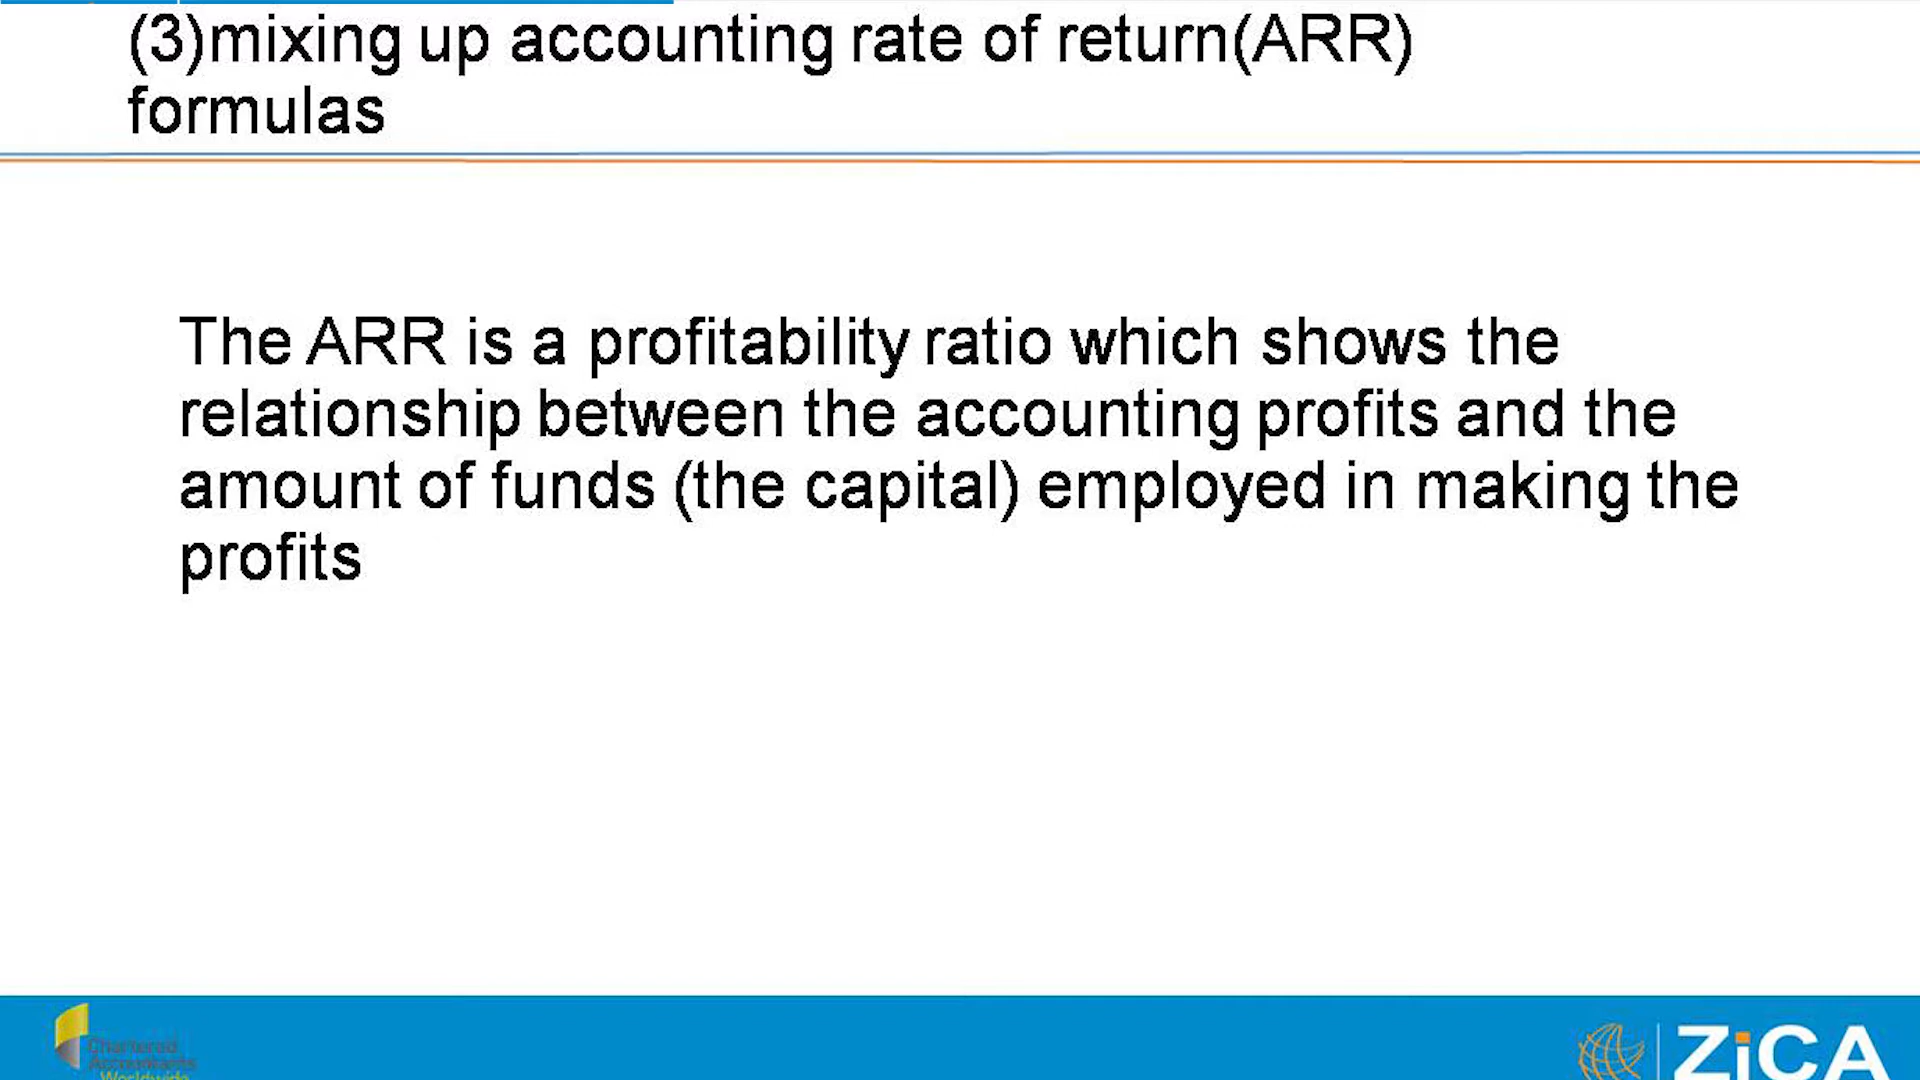 (3)mixing up accounting rate of return(ARR)
formulas
The ARR is a profitability ratio which shows the
relationship between the accounting profits and the
amount of funds (the capital) employed in making the
profits
Chartered
Accountants
Worldwide
ZiCA